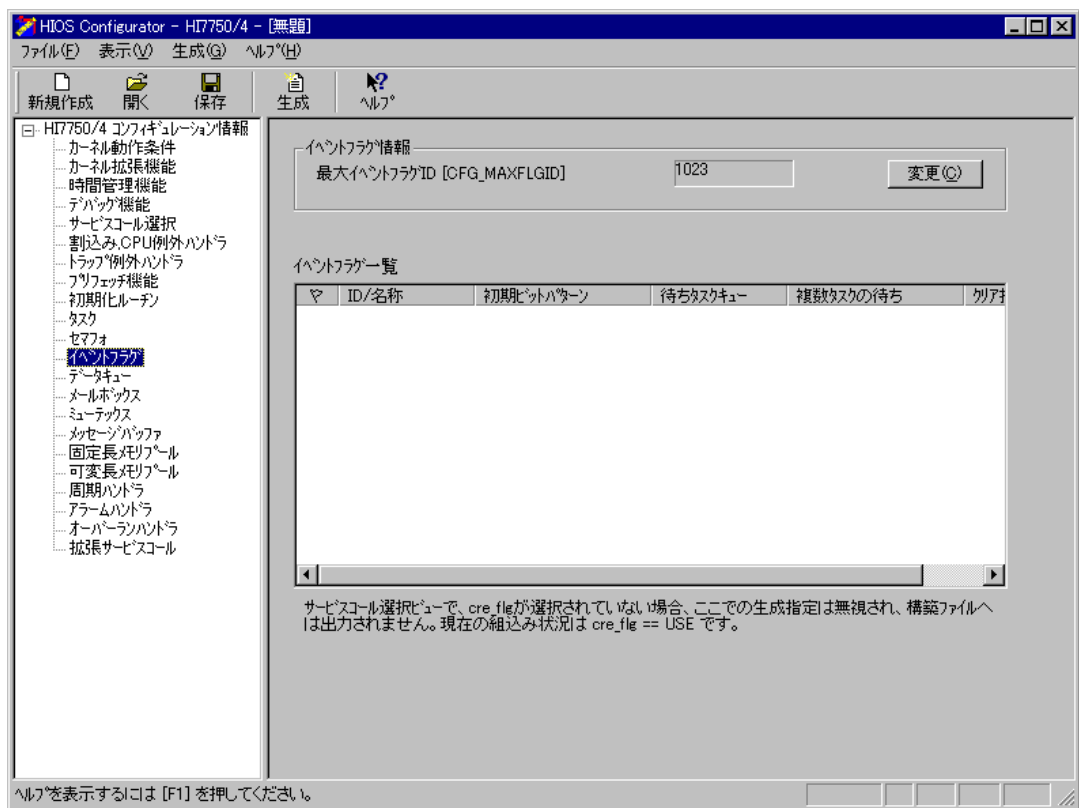 HIOS Configurator - HI7750/4 - [無題]
ファイル(F) 表示(V) 生成(G) ヘルプ(H)
新規作成 開く 保存 生成 ヘルプ
HI7750/4 コンフィギュレーション情報
カーネル動作条件
カーネル拡張機能
時間管理機能
デバッグ機能
サービスコール選択
割込み,CPU例外ハンドラ
トラップ例外ハンドラ
プリフェッチ機能
初期化ルーチン
タスク
セマフォ
イベントフラグ
データキュー
メールボックス
ミューテックス
メッセージバッファ
固定長メモリプール
可変長メモリプール
周期ハンドラ
アラームハンドラ
オーバーランハンドラ
拡張サービスコール
イベントフラグ情報
最大イベントフラグID [CFG_MAXFLGID] 1023 変更(C)
イベントフラグ一覧
ID/名称 初期ビットパターン 待ちタスクキュー 複数タスクの待ち クリア
サービスコール選択ビューで、cre_flgが選択されていない場合、ここでの生成指定は無視され、構築ファイルへ
は出力されません。現在の組込み状況は cre_flg == USE です。
ヘルプを表示するには [F1] を押してください。